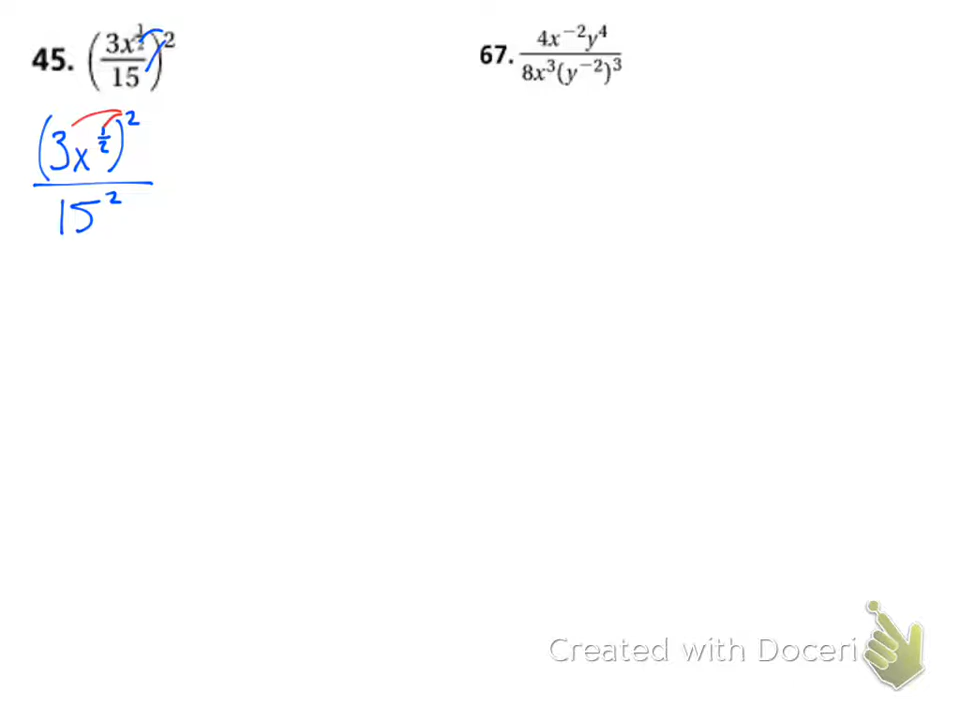 45. (3x^{1/2}/15)^2
(3x^{1/2})^2
15^2
67. 4x^{-2}y^4/8x^3(y^{-2})^3
Created with Doceri